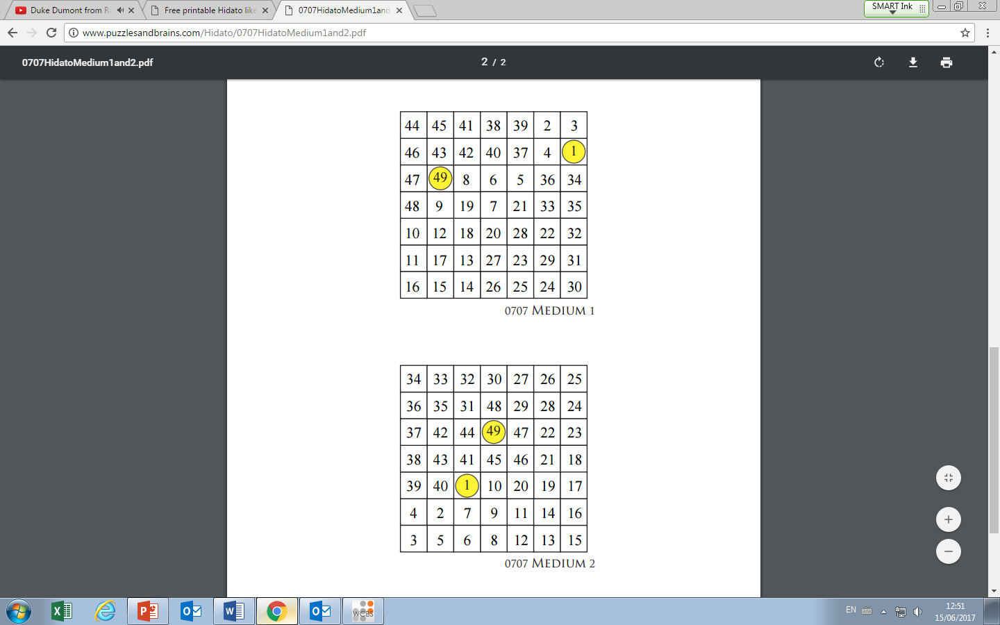 Duke Dumont from R
Free printable Hidato like
0707HidatoMedium1and
SMART Ink
www.puzzlesandbrains.com/Hidato/0707HidatoMedium1and2.pdf
0707HidatoMedium1and2.pdf
2 / 2
44 45 41 38 39 2 3
46 43 42 40 37 4 1
47 49 8 6 5 36 34
48 9 19 7 21 33 35
10 12 18 20 28 22 32
11 17 13 27 23 29 31
16 15 14 26 25 24 30
0707 MEDIUM 1
34 33 32 30 27 26 25
36 35 31 48 29 28 24
37 42 44 49 47 22 23
38 43 41 45 46 21 18
39 40 1 10 20 19 17
4 2 7 9 11 14 16
3 5 6 8 12 13 15
0707 MEDIUM 2
WCBS
EN
12:51
15/06/2017